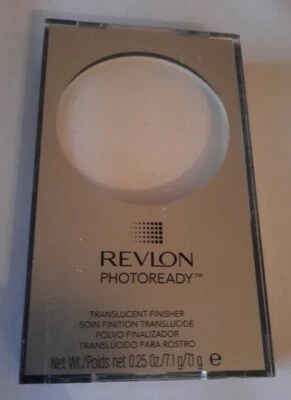 REVLON
PHOTOREADY™
TRANSLUCENT FINISHER
SOIN FINITION TRANSLUCIDE
POLVO FINALIZADOR
TRANSLÚCIDO PARA ROSTRO
Net Wt./Poids net 0.25 Oz./7.1 g/7,1 g e